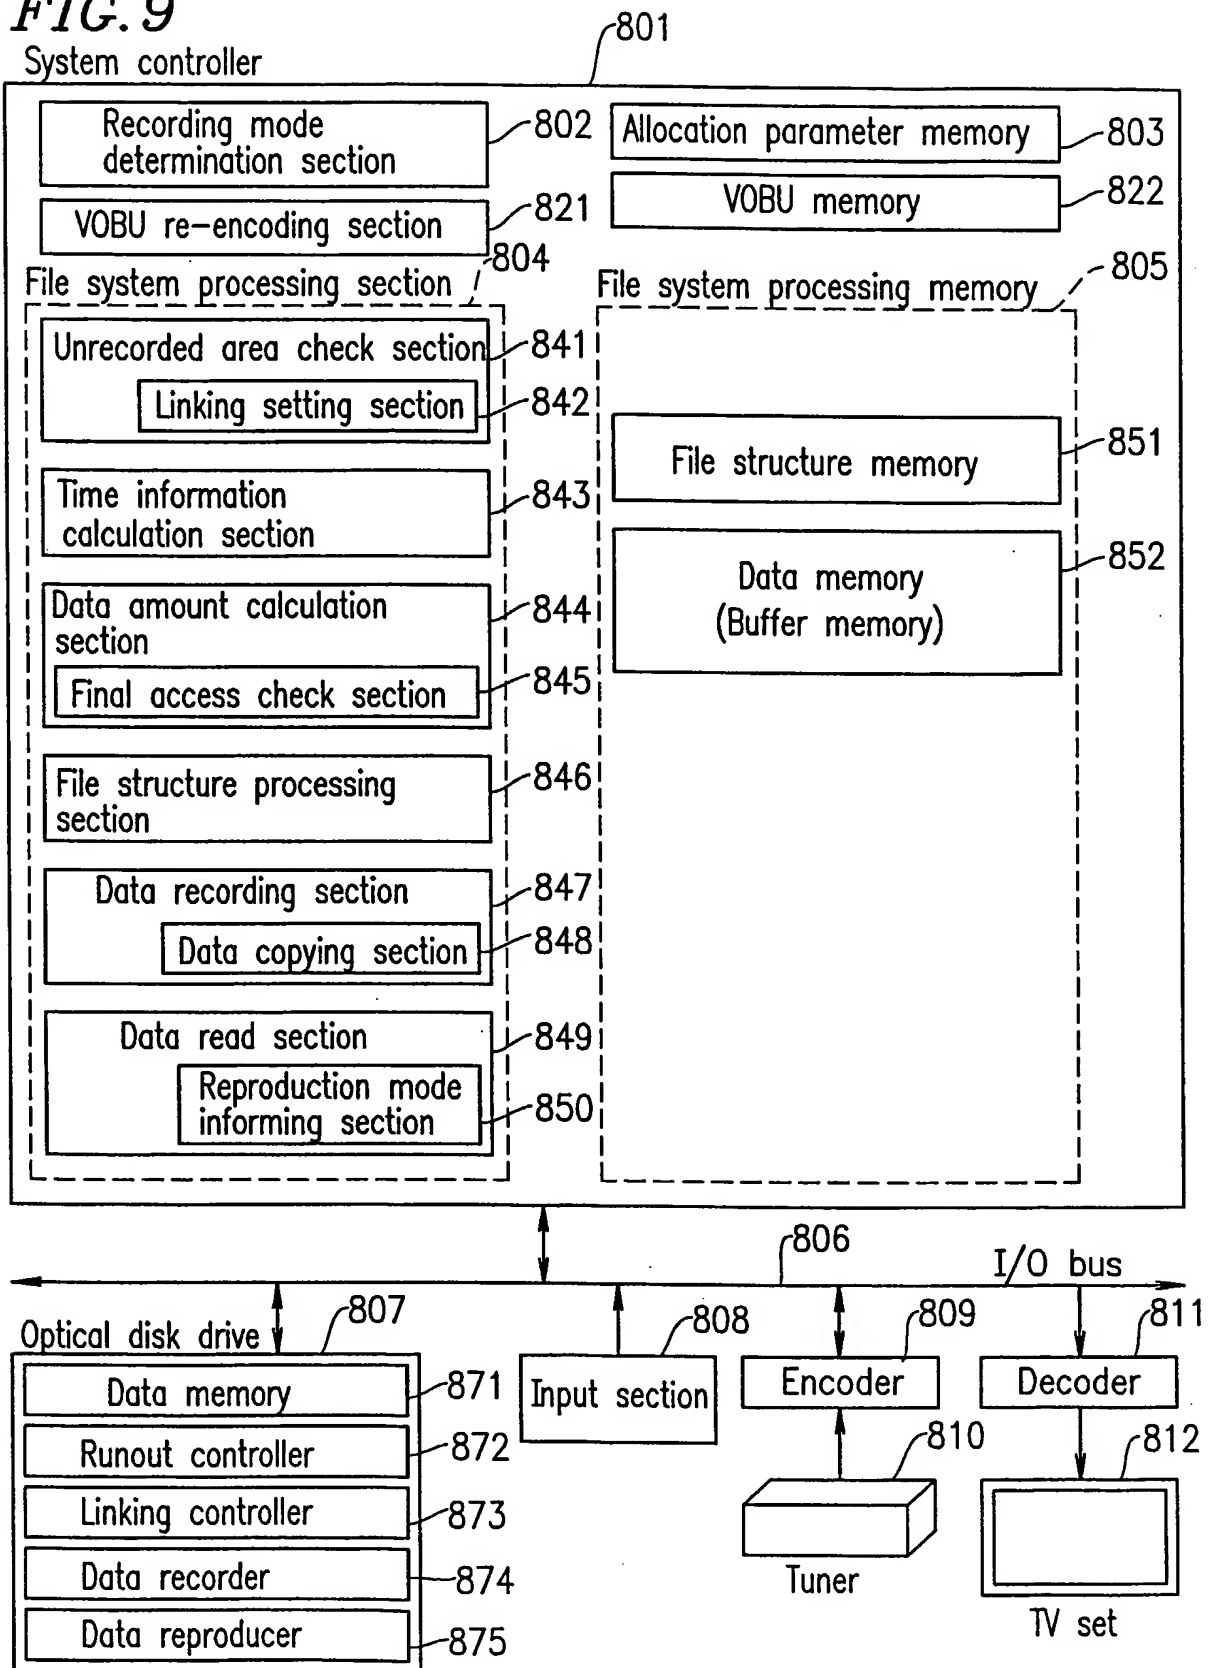 FIG. 9
801
System controller
Recording mode
determination section
802
Allocation parameter memory
803
VOBU re-encoding section
821
VOBU memory
822
804
File system processing section
805
File system processing memory
Unrecorded area check section
841
Linking setting section
842
Time information
calculation section
843
Data amount calculation
section
844
Final access check section
845
File structure processing
section
846
Data recording section
847
Data copying section
848
Data read section
849
Reproduction mode
informing section
850
File structure memory
851
Data memory
(Buffer memory)
852
806
I/O bus
807
Optical disk drive
Data memory
871
Runout controller
872
Linking controller
873
Data recorder
874
Data reproducer
875
808
Input section
809
Encoder
810
Tuner
811
Decoder
812
TV set